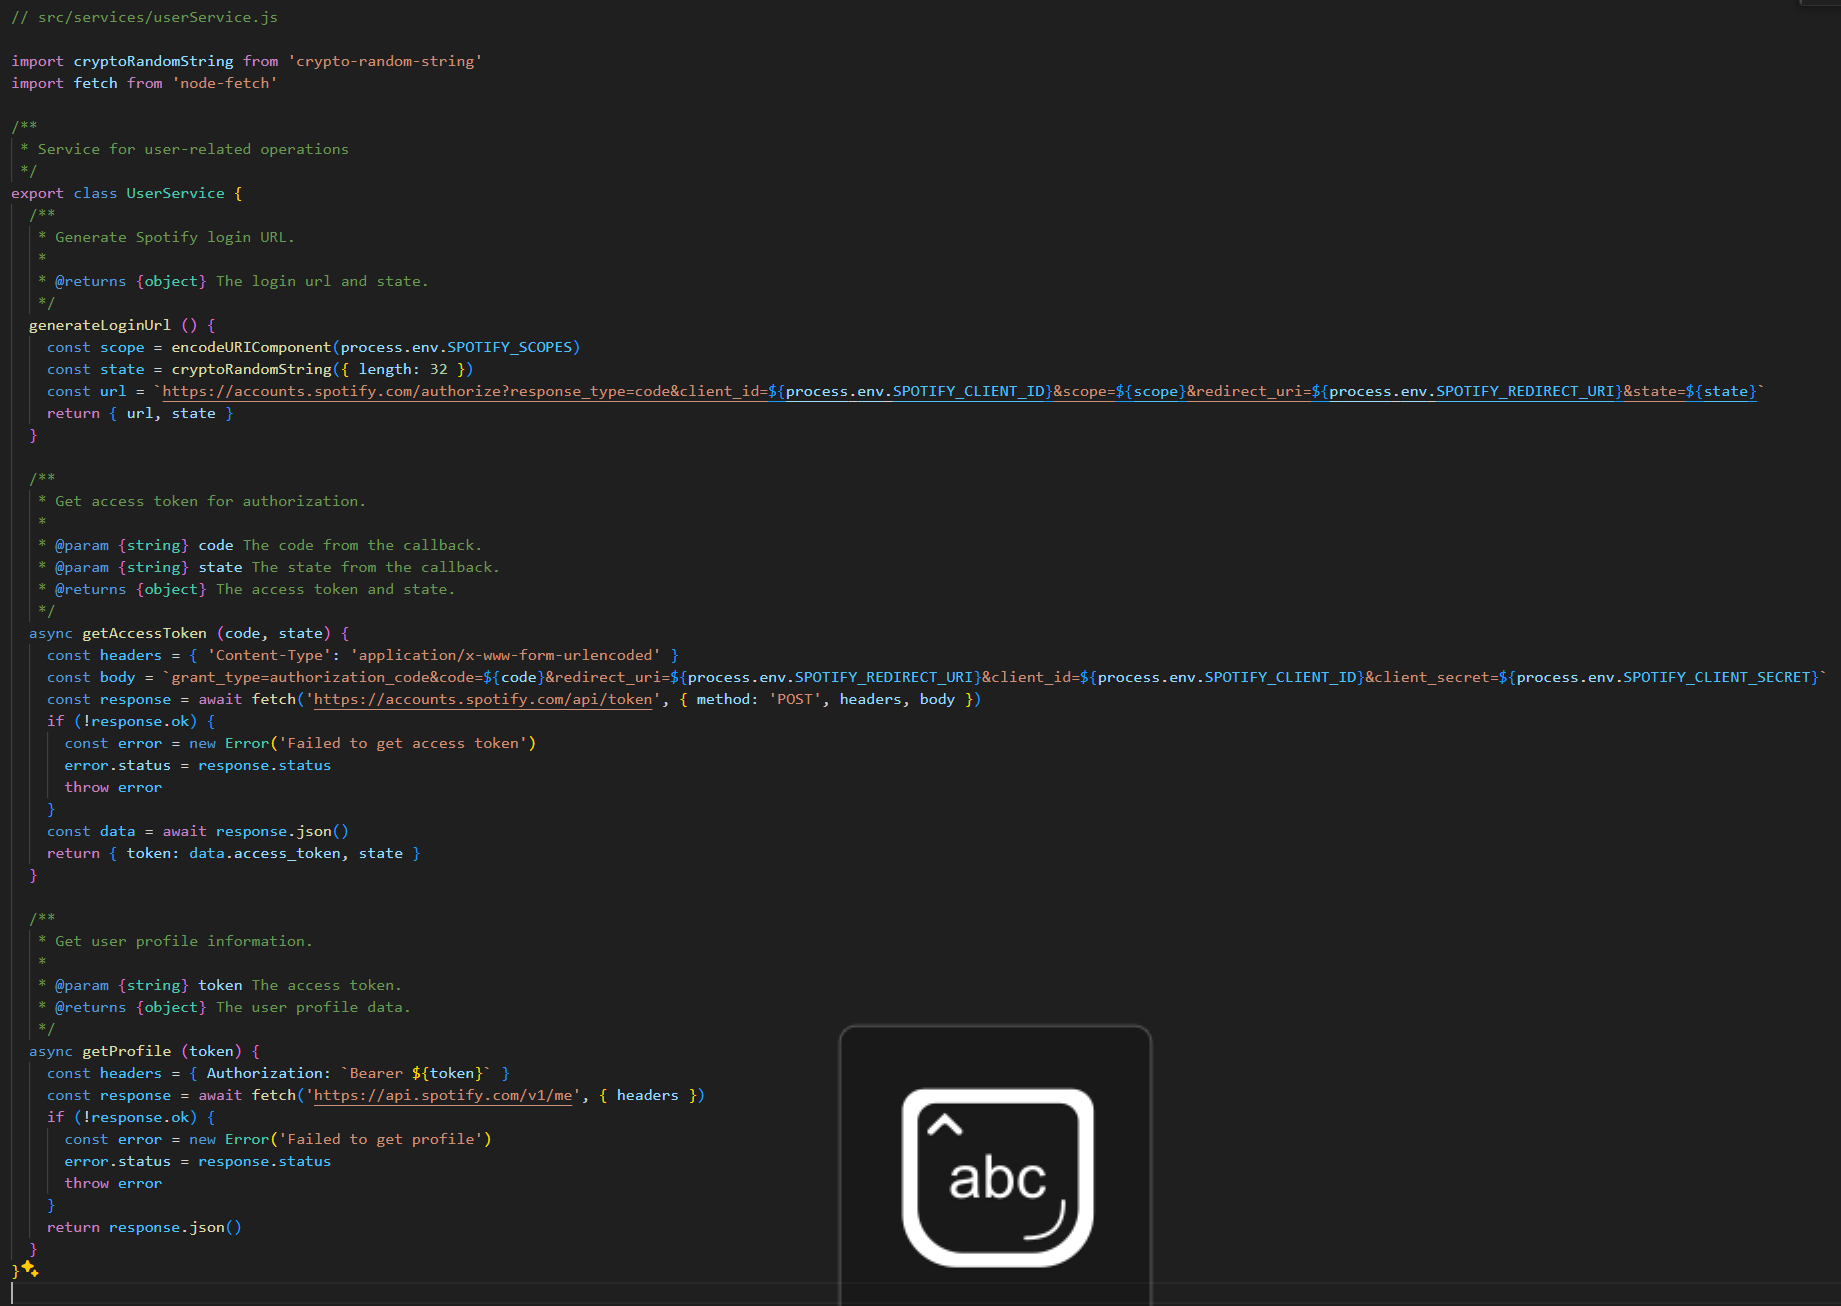 // src/services/userService.js
import cryptoRandomString from 'crypto-random-string'
import fetch from 'node-fetch'
/**
* Service for user-related operations
*/
export class UserService {
/**
* Generate Spotify login URL.
*
* @returns {object} The login url and state.
*/
generateLoginUrl () {
const scope = encodeURIComponent(process.env.SPOTIFY_SCOPES)
const state = cryptoRandomString({ length: 32 })
const url = `https://accounts.spotify.com/authorize?response_type=code&client_id=${process.env.SPOTIFY_CLIENT_ID}&scope=${scope}&redirect_uri=${process.env.SPOTIFY_REDIRECT_URI}&state=${state}`
return { url, state }
}
/**
* Get access token for authorization.
*
* @param {string} code The code from the callback.
* @param {string} state The state from the callback.
* @returns {object} The access token and state.
*/
async getAccessToken (code, state) {
const headers = { 'Content-Type': 'application/x-www-form-urlencoded' }
const body = `grant_type=authorization_code&code=${code}&redirect_uri=${process.env.SPOTIFY_REDIRECT_URI}&client_id=${process.env.SPOTIFY_CLIENT_ID}&client_secret=${process.env.SPOTIFY_CLIENT_SECRET}`
const response = await fetch('https://accounts.spotify.com/api/token', { method: 'POST', headers, body })
if (!response.ok) {
const error = new Error('Failed to get access token')
error.status = response.status
throw error
}
const data = await response.json()
return { token: data.access_token, state }
}
/**
* Get user profile information.
*
* @param {string} token The access token.
* @returns {object} The user profile data.
*/
async getProfile (token) {
const headers = { Authorization: `Bearer ${token}` }
const response = await fetch('https://api.spotify.com/v1/me', { headers })
if (!response.ok) {
const error = new Error('Failed to get profile')
error.status = response.status
throw error
}
return response.json()
}
}
abc